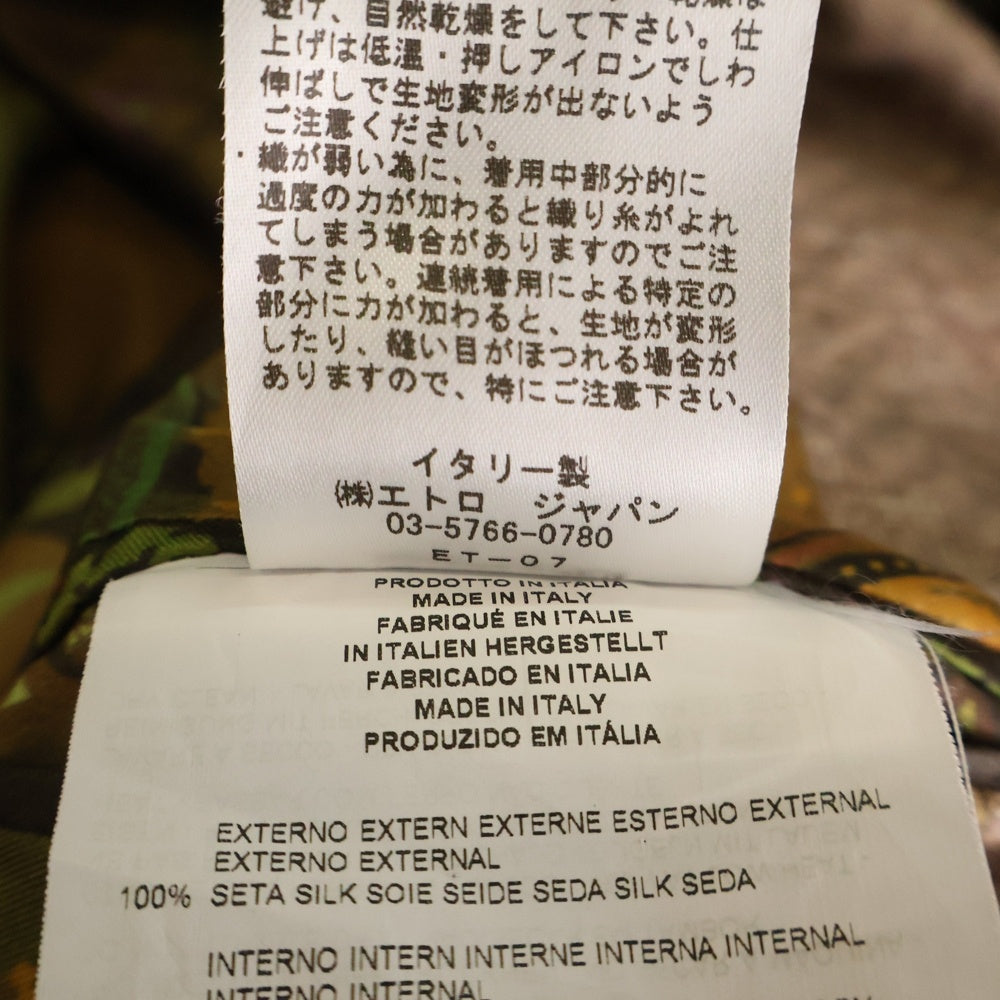 避け、自然乾燥をして下さい。仕
上げは低温・押しアイロンでしわ
伸ばしで生地変形が出ないよう
ご注意ください。
・織が弱い為に、着用中部分的に
過度の力が加わると織り糸がよれ
てしまう場合がありますのでご注
意下さい。連続着用による特定の
部分に力が加わると、生地が変形
したり、縫い目がほつれる場合が
ありますので、特にご注意下さい。
イタリー製
㈱エトロ ジャパン
03-5766-0780
ET-07
PRODOTTO IN ITALIA
MADE IN ITALY
FABRIQUÉ EN ITALIE
IN ITALIEN HERGESTELLT
FABRICADO EN ITALIA
MADE IN ITALY
PRODUZIDO EM ITÁLIA
EXTERNO EXTERN EXTERNE ESTERNO EXTERNAL
EXTERNO EXTERNAL
100% SETA SILK SOIE SEIDE SEDA SILK SEDA
INTERNO INTERN INTERNE INTERNA INTERNAL
INTERNO INTERNAL